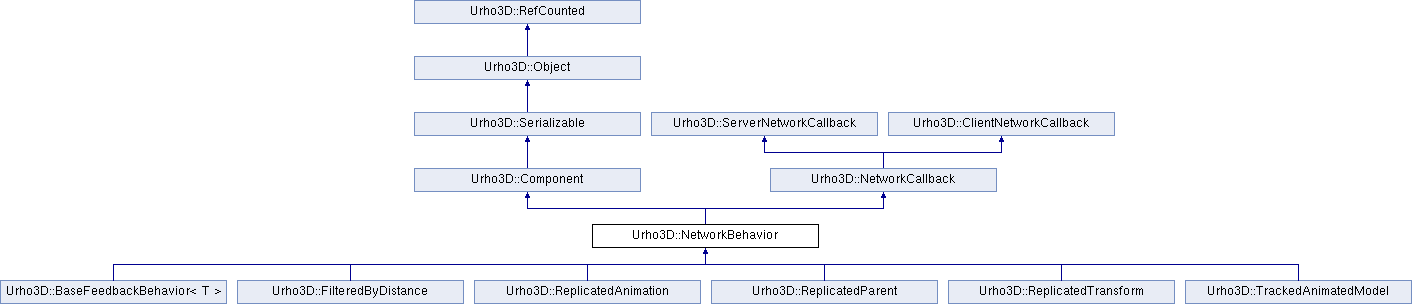 Urho3D::RefCounted
Urho3D::Object
Urho3D::Serializable
Urho3D::ServerNetworkCallback
Urho3D::ClientNetworkCallback
Urho3D::Component
Urho3D::NetworkCallback
Urho3D::NetworkBehavior
Urho3D::BaseFeedbackBehavior< T >
Urho3D::FilteredByDistance
Urho3D::ReplicatedAnimation
Urho3D::ReplicatedParent
Urho3D::ReplicatedTransform
Urho3D::TrackedAnimatedModel